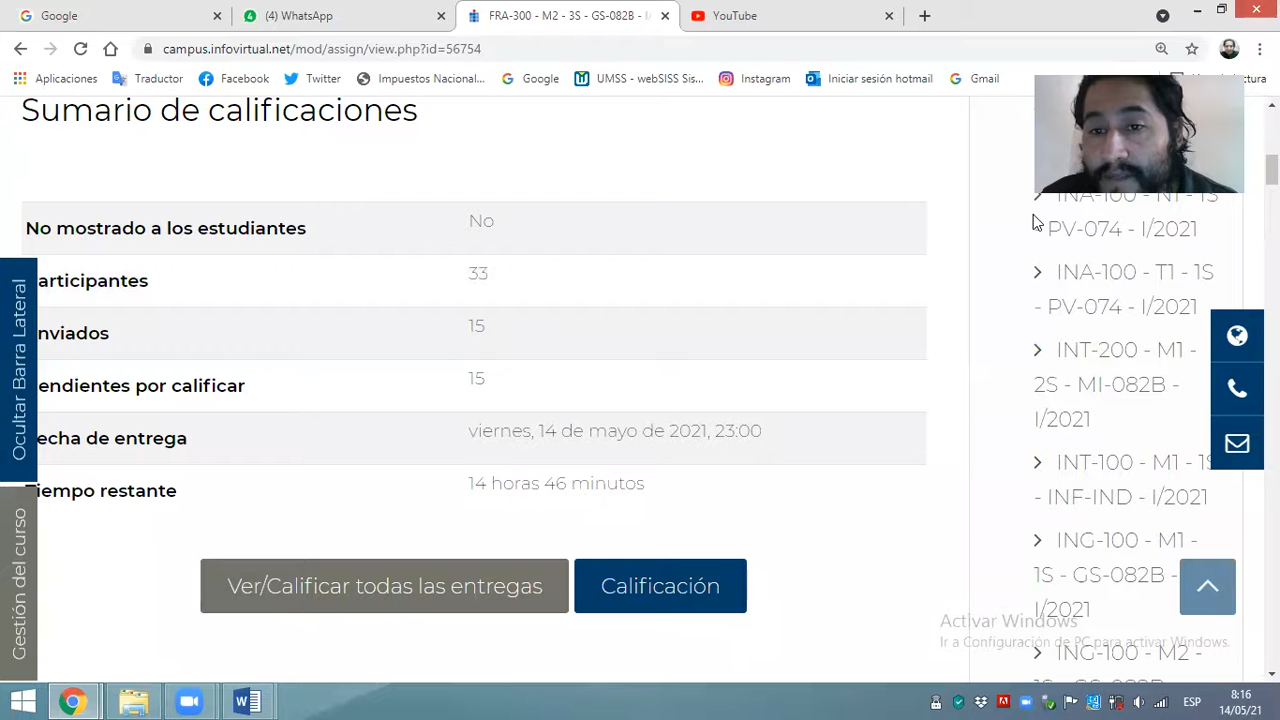 Google
(4) WhatsApp
FRA-300 - M2 - 3S - GS-082B - I/
YouTube
campus.infovirtual.net/mod/assign/view.php?id=56754
Aplicaciones
Traductor
Facebook
Twitter
Impuestos Nacional...
Google
UMSS - webSISS Sis...
Instagram
Iniciar sesión hotmail
Gmail
Sumario de calificaciones
No mostrado a los estudiantes
No
articipantes
33
nviados
15
endientes por calificar
15
echa de entrega
viernes, 14 de mayo de 2021, 23:00
Tiempo restante
14 horas 46 minutos
Ver/Calificar todas las entregas
Calificación
Ocultar Barra Lateral
Gestión del curso
INA-100 - N1 - 1S
- PV-074 - I/2021
INA-100 - T1 - 1S
- PV-074 - I/2021
INT-200 - M1 -
2S - MI-082B -
I/2021
INT-100 - M1 - 1S
- INF-IND - I/2021
ING-100 - M1 -
1S - GS-082B -
I/2021
ING-100 - M2 -
Activar Windows
Ir a Configuración de PC para activar Windows.
ESP
8:16
14/05/21